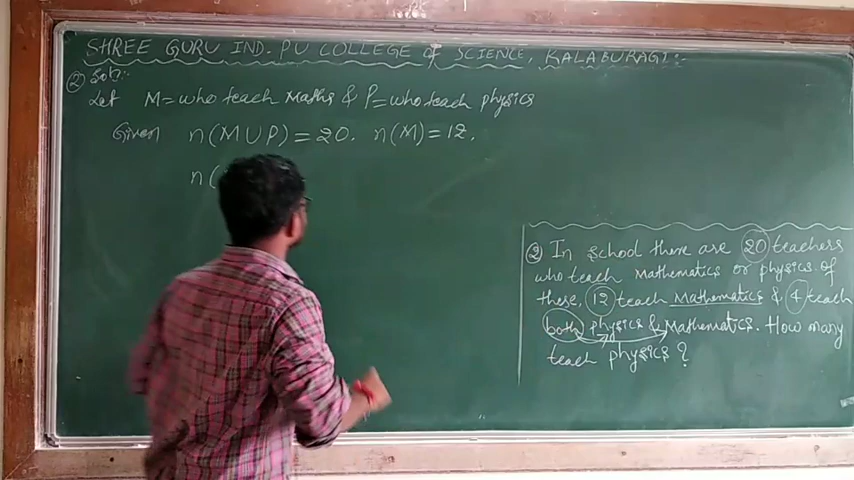 SHREE GURU IND. PU COLLEGE of SCIENCE, KALABURAGI:-
② Soln:-
Let M = who teach Maths & P = who teach physics
Given n(M∪P) = 20. n(M) = 12.
n(
② In school there are 20 teachers
who teach Mathematics or physics of
these, 12 teach Mathematics & 4 teach
both physics & Mathematics. How many
teach physics ?